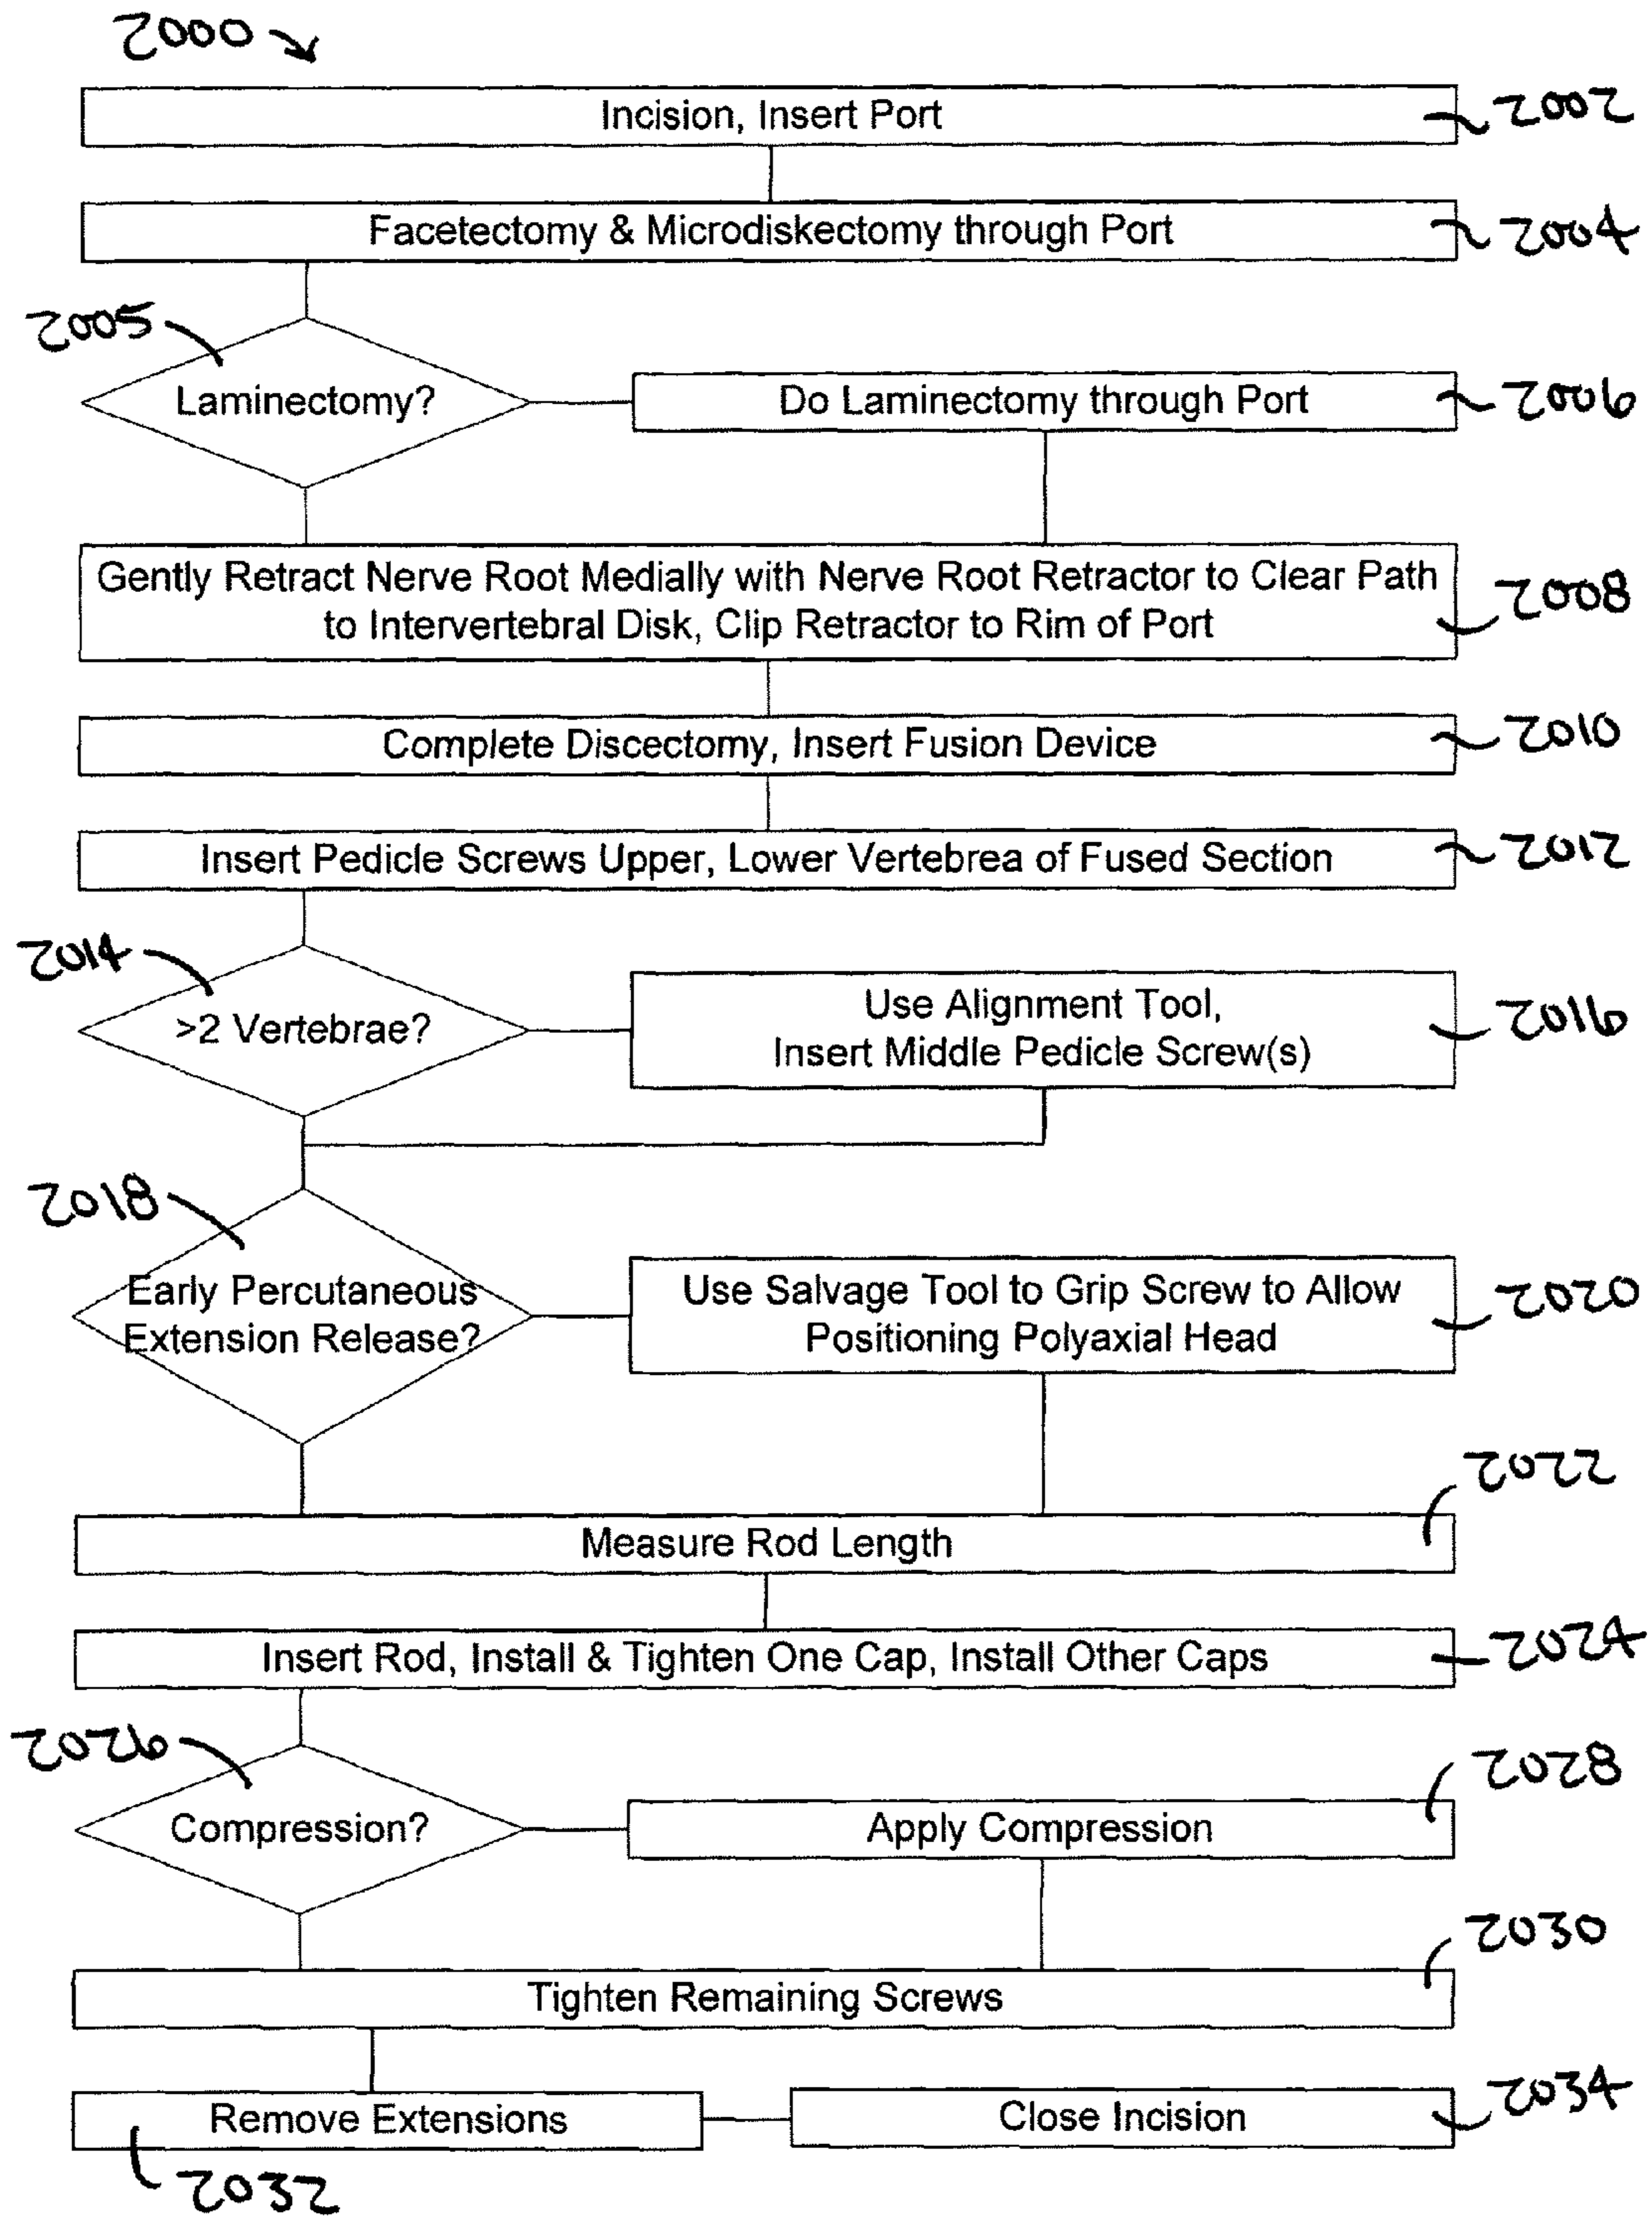 2000
Incision, Insert Port
2002
Facetectomy & Microdiskectomy through Port
2004
2005
Laminectomy?
Do Laminectomy through Port
2006
Gently Retract Nerve Root Medially with Nerve Root Retractor to Clear Path
to Intervertebral Disk, Clip Retractor to Rim of Port
2008
Complete Discectomy, Insert Fusion Device
2010
Insert Pedicle Screws Upper, Lower Vertebrea of Fused Section
2012
2014
>2 Vertebrae?
Use Alignment Tool,
Insert Middle Pedicle Screw(s)
2016
2018
Early Percutaneous
Extension Release?
Use Salvage Tool to Grip Screw to Allow
Positioning Polyaxial Head
2020
2022
Measure Rod Length
Insert Rod, Install & Tighten One Cap, Install Other Caps
2024
2026
Compression?
2028
Apply Compression
2030
Tighten Remaining Screws
Remove Extensions
2032
Close Incision
2034